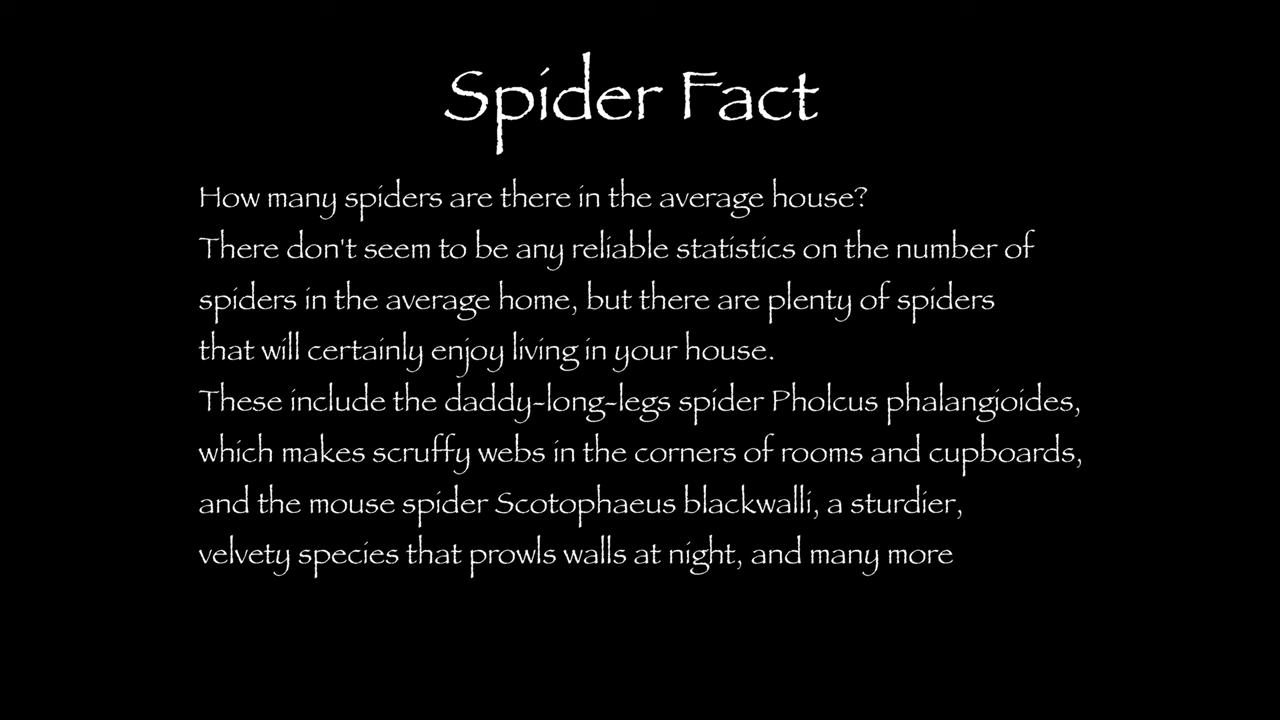 Spider Fact
How many spiders are there in the average house?
There don't seem to be any reliable statistics on the number of
spiders in the average home, but there are plenty of spiders
that will certainly enjoy living in your house.
These include the daddy-long-legs spider Pholcus phalangioides,
which makes scruffy webs in the corners of rooms and cupboards,
and the mouse spider Scotophaeus blackwalli, a sturdier,
velvety species that prowls walls at night, and many more